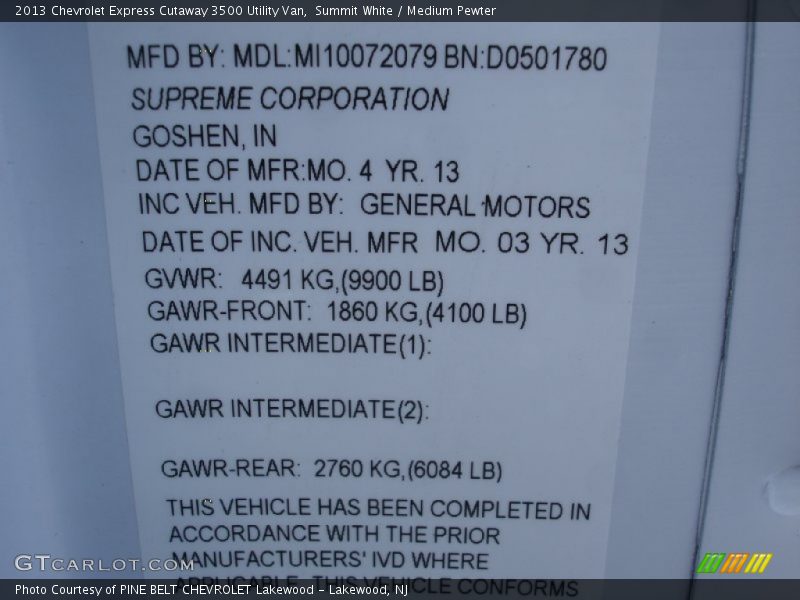 2013 Chevrolet Express Cutaway 3500 Utility Van, Summit White / Medium Pewter
MFD BY: MDL:MI10072079 BN:D0501780
SUPREME CORPORATION
GOSHEN, IN
DATE OF MFR:MO. 4 YR. 13
INC VEH. MFD BY: GENERAL MOTORS
DATE OF INC. VEH. MFR MO. 03 YR. 13
GVWR: 4491 KG,(9900 LB)
GAWR-FRONT: 1860 KG,(4100 LB)
GAWR INTERMEDIATE(1):
GAWR INTERMEDIATE(2):
GAWR-REAR: 2760 KG,(6084 LB)
THIS VEHICLE HAS BEEN COMPLETED IN
ACCORDANCE WITH THE PRIOR
MANUFACTURERS' IVD WHERE
APPLICABLE. THIS VEHICLE CONFORMS
GTCARLOT.COM
Photo Courtesy of PINE BELT CHEVROLET Lakewood - Lakewood, NJ